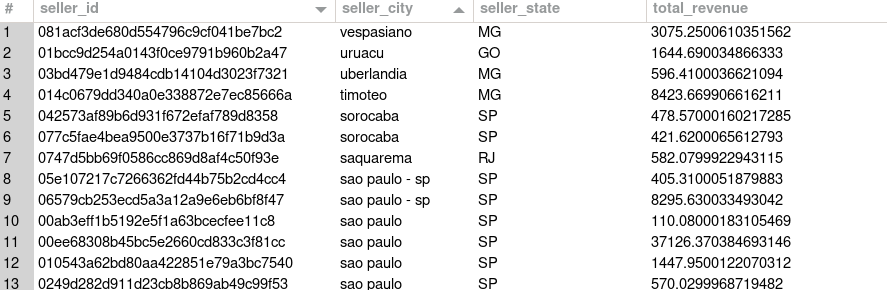 # seller_id seller_city seller_state total_revenue
1 081acf3de680d554796c9cf041be7bc2 vespasiano MG 3075.2500610351562
2 01bcc9d254a0143f0ce9791b960b2a47 uruacu GO 1644.690034866333
3 03bd479e1d9484cdb14104d3023f7321 uberlandia MG 596.4100036621094
4 014c0679dd340a0e338872e7ec85666a timoteo MG 8423.669906616211
5 042573af89b6d931f672efaf789d8358 sorocaba SP 478.57000160217285
6 077c5fae4bea9500e3737b16f71b9d3a sorocaba SP 421.6200065612793
7 0747d5bb69f0586cc869d8af4c50f93e saquarema RJ 582.0799922943115
8 05e107217c7266362fd44b75b2cd4cc4 sao paulo - sp SP 405.3100051879883
9 06579cb253ecd5a3a12a9e6eb6bf8f47 sao paulo - sp SP 8295.630033493042
10 00ab3eff1b5192e5f1a63bcecfee11c8 sao paulo SP 110.08000183105469
11 00ee68308b45bc5e2660cd833c3f81cc sao paulo SP 37126.370384693146
12 010543a62bd80aa422851e79a3bc7540 sao paulo SP 1447.9500122070312
13 0249d282d911d23cb8b869ab49c99f53 sao paulo SP 570.0299968719482